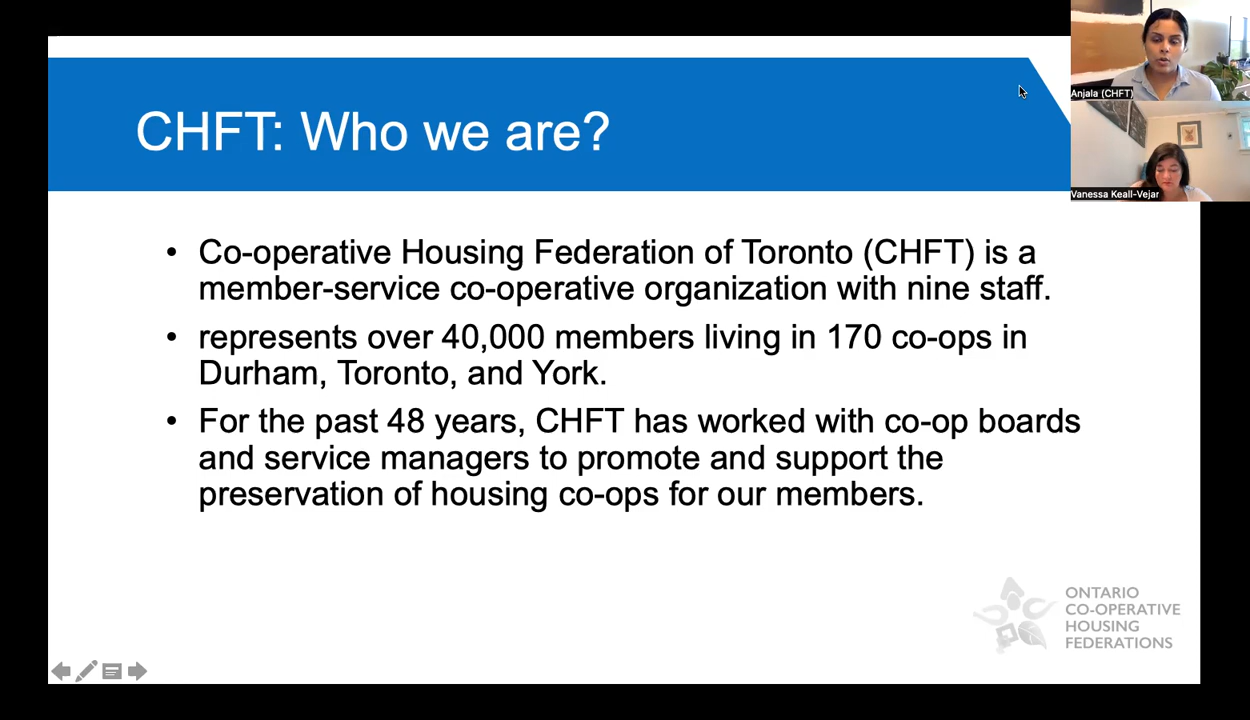 CHFT: Who we are?
Anjala (CHFT)
Vanessa Keall-Vejar
• Co-operative Housing Federation of Toronto (CHFT) is a
member-service co-operative organization with nine staff.
• represents over 40,000 members living in 170 co-ops in
Durham, Toronto, and York.
• For the past 48 years, CHFT has worked with co-op boards
and service managers to promote and support the
preservation of housing co-ops for our members.
ONTARIO
CO-OPERATIVE
HOUSING
FEDERATIONS